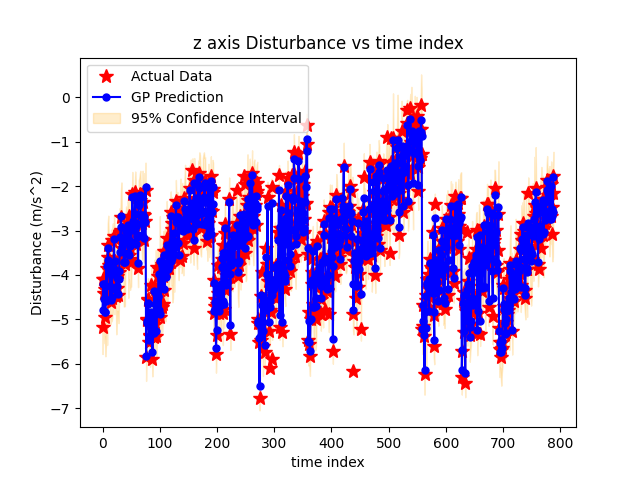 z axis Disturbance vs time index
Actual Data
GP Prediction
95% Confidence Interval
Disturbance (m/s^2)
0
−1
−2
−3
−4
−5
−6
−7
0 100 200 300 400 500 600 700 800
time index